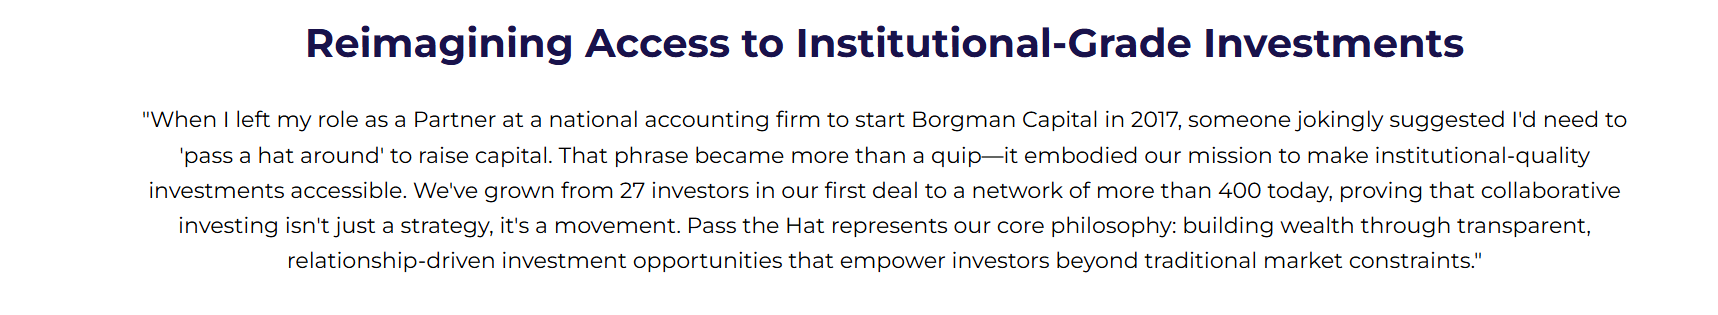 Reimagining Access to Institutional-Grade Investments
"When I left my role as a Partner at a national accounting firm to start Borgman Capital in 2017, someone jokingly suggested I'd need to
'pass a hat around' to raise capital. That phrase became more than a quip—it embodied our mission to make institutional-quality
investments accessible. We've grown from 27 investors in our first deal to a network of more than 400 today, proving that collaborative
investing isn't just a strategy, it's a movement. Pass the Hat represents our core philosophy: building wealth through transparent,
relationship-driven investment opportunities that empower investors beyond traditional market constraints."